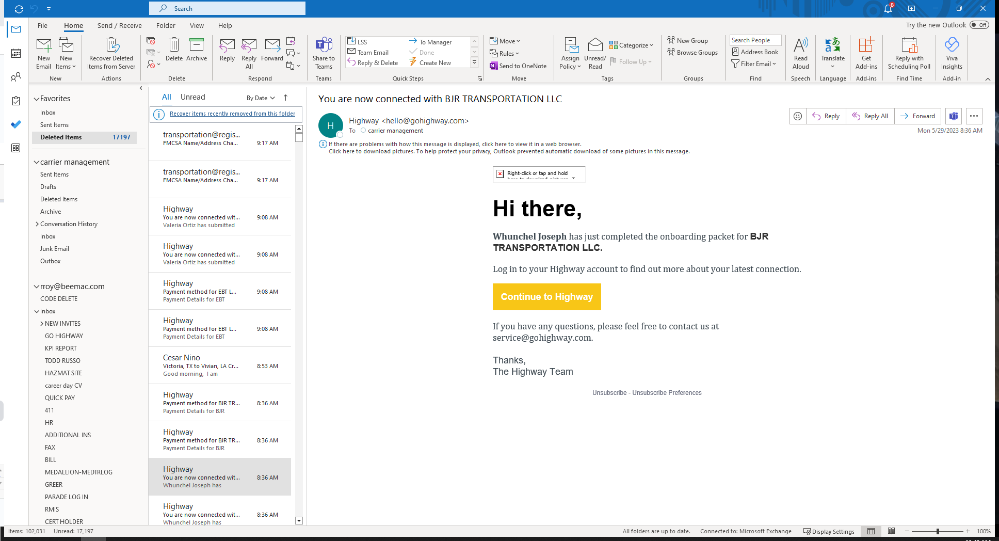 Search
8
File Home Send / Receive Folder View Help
Try the new Outlook Off
New Email
New Items
New
Recover Deleted Items from Server
Actions
Delete
Archive
Delete
Reply
Reply All
Forward
Respond
Share to Teams
Teams
LSS
Team Email
Reply & Delete
To Manager
Done
Create New
Quick Steps
Move
Rules
Send to OneNote
Move
Assign Policy
Unread/ Read
Categorize
Follow Up
Tags
New Group
Browse Groups
Groups
Search People
Address Book
Filter Email
Find
Read Aloud
Speech
Translate
Language
Get Add-ins
Add-ins
Reply with Scheduling Poll
Find Time
Viva Insights
Add-in
Favorites
Inbox
Sent Items
Deleted Items 17197
carrier management
Sent Items
Drafts
Deleted Items
Archive
Conversation History
Inbox
Junk Email
Outbox
rroy@beemac.com
CODE DELETE
Inbox
NEW INVITES
GO HIGHWAY
KPI REPORT
TODD RUSSO
HAZMAT SITE
career day CV
QUICK PAY
411
HR
ADDITIONAL INS
FAX
BILL
MEDALLION-MEDTRLOG
GREER
PARADE LOG IN
RMIS
CERT HOLDER
All Unread By Date
Recover items recently removed from this folder
transportation@regis...
FMCSA Name/Address Cha... 9:17 AM
transportation@regis...
FMCSA Name/Address Cha... 9:17 AM
Highway
You are now connected wit... 9:08 AM
Valeria Ortiz has submitted
Highway
You are now connected wit... 9:08 AM
Valeria Ortiz has submitted
Highway
Payment method for EBT L... 9:08 AM
Payment Details for EBT
Highway
Payment method for EBT L... 9:08 AM
Payment Details for EBT
Cesar Nino
Victoria, TX to Vivian, LA Cr... 8:53 AM
Good morning, I am
Highway
Payment method for BJR TR... 8:36 AM
Payment Details for BJR
Highway
Payment method for BJR TR... 8:36 AM
Payment Details for BJR
Highway
You are now connected wit... 8:36 AM
Whunchel Joseph has
Highway
You are now connected wit... 8:36 AM
Whunchel Joseph has
You are now connected with BJR TRANSPORTATION LLC
H
Highway <hello@gohighway.com>
To carrier management
Reply Reply All Forward
Mon 5/29/2023 8:36 AM
If there are problems with how this message is displayed, click here to view it in a web browser.
Click here to download pictures. To help protect your privacy, Outlook prevented automatic download of some pictures in this message.
Right-click or tap and hold
here to download pictures. T
Hi there,
Whunchel Joseph has just completed the onboarding packet for BJR
TRANSPORTATION LLC.
Log in to your Highway account to find out more about your latest connection.
Continue to Highway
If you have any questions, please feel free to contact us at
service@gohighway.com.
Thanks,
The Highway Team
Unsubscribe - Unsubscribe Preferences
Items: 102,031 Unread: 17,197
All folders are up to date. Connected to: Microsoft Exchange Display Settings 100%